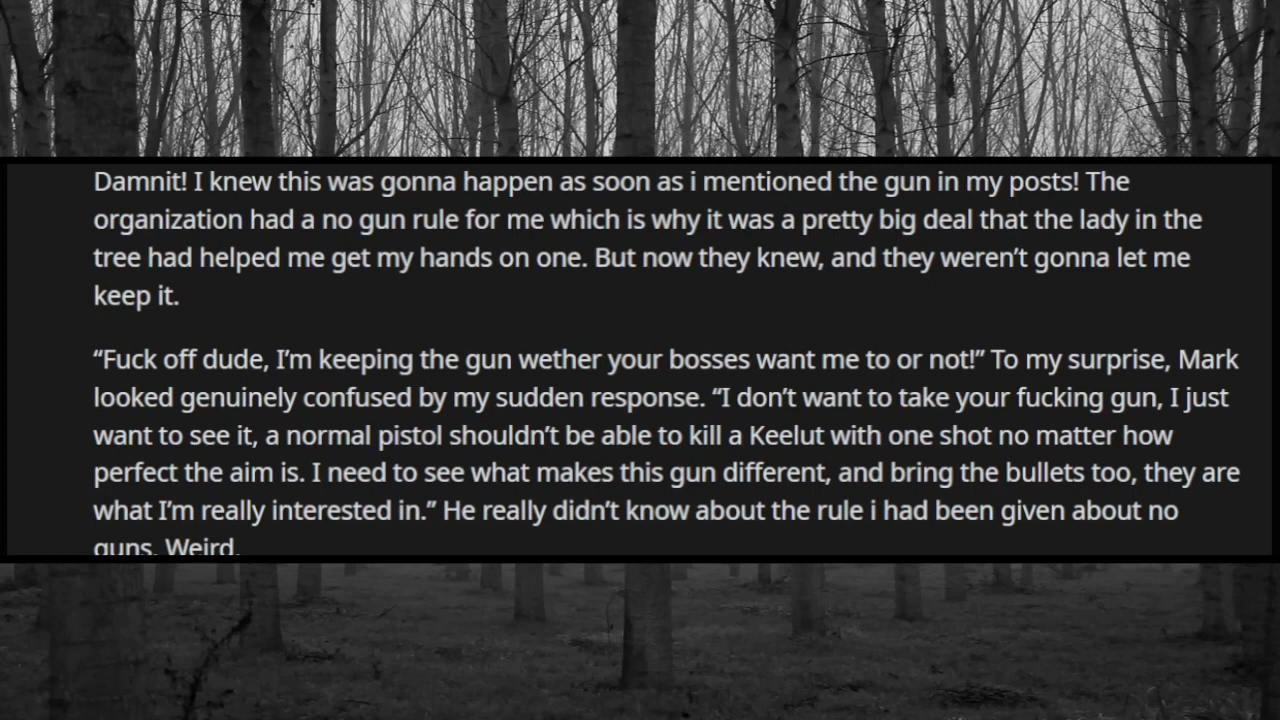 Damnit! I knew this was gonna happen as soon as i mentioned the gun in my posts! The
organization had a no gun rule for me which is why it was a pretty big deal that the lady in the
tree had helped me get my hands on one. But now they knew, and they weren’t gonna let me
keep it.
“Fuck off dude, I’m keeping the gun wether your bosses want me to or not!” To my surprise, Mark
looked genuinely confused by my sudden response. “I don’t want to take your fucking gun, I just
want to see it, a normal pistol shouldn’t be able to kill a Keelut with one shot no matter how
perfect the aim is. I need to see what makes this gun different, and bring the bullets too, they are
what I’m really interested in.” He really didn’t know about the rule i had been given about no
guns. Weird.